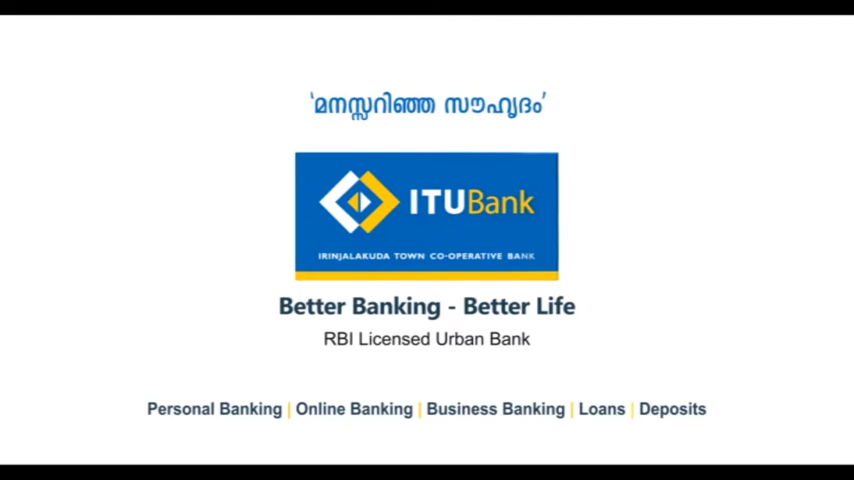 ‘മനസ്സറിഞ്ഞ സൗഹൃദം’
ITUBank
IRINJALAKUDA TOWN CO-OPERATIVE BANK
Better Banking - Better Life
RBI Licensed Urban Bank
Personal Banking | Online Banking | Business Banking | Loans | Deposits